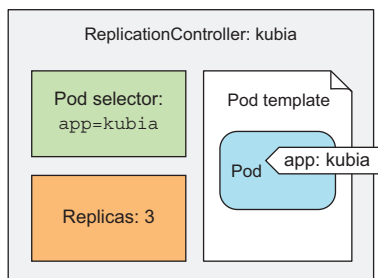 ReplicationController: kubia
Pod selector:
app=kubia
Replicas: 3
Pod template
Pod
app: kubia